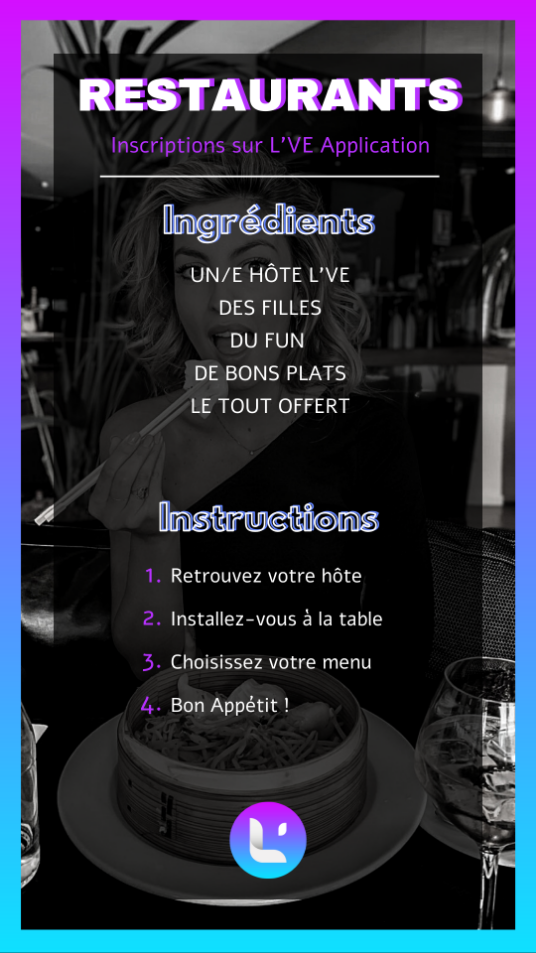 RESTAURANTS
Inscriptions sur L'VE Application
Ingrédients
UN/E HÔTE L'VE
DES FILLES
DU FUN
DE BONS PLATS
LE TOUT OFFERT
Instructions
1. Retrouvez votre hôte
2. Installez-vous à la table
3. Choisissez votre menu
4. Bon Appétit !
L'